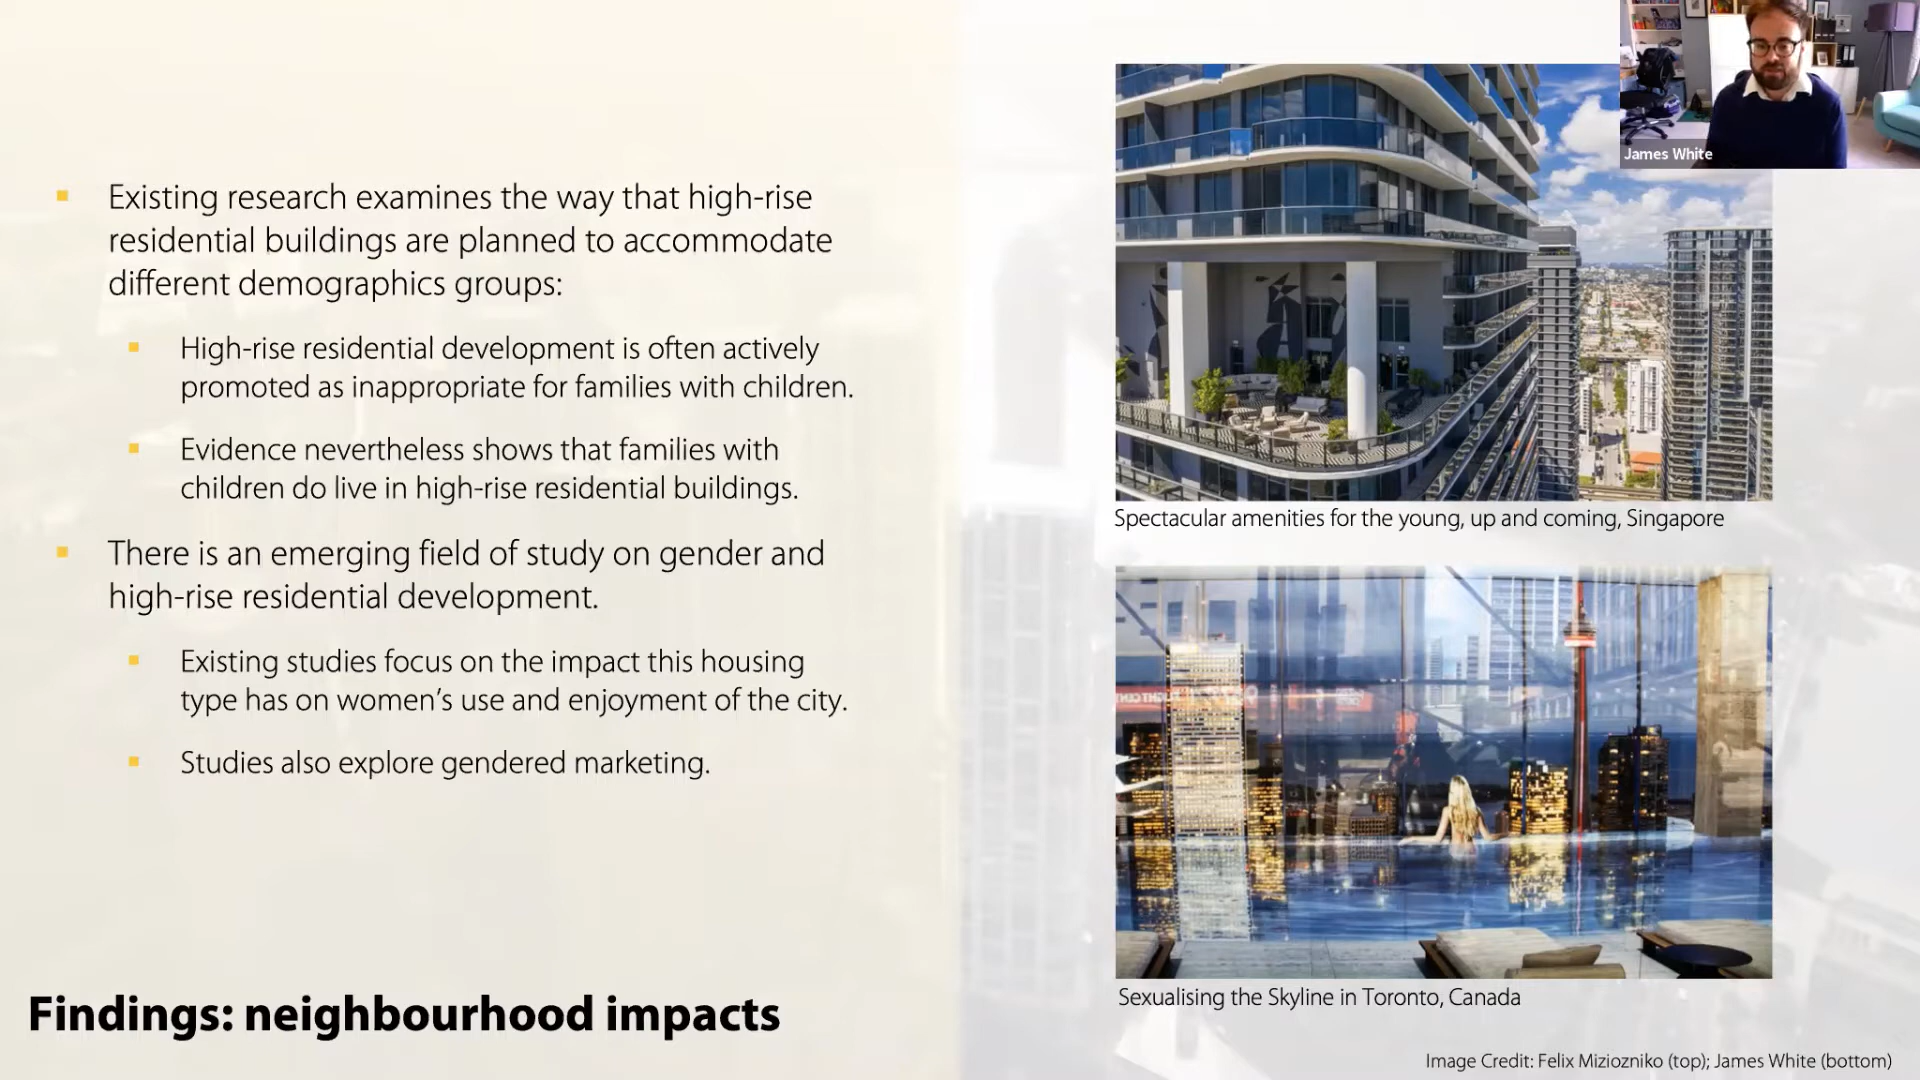 James White
Existing research examines the way that high-rise
residential buildings are planned to accommodate
different demographics groups:
High-rise residential development is often actively
promoted as inappropriate for families with children.
Evidence nevertheless shows that families with
children do live in high-rise residential buildings.
There is an emerging field of study on gender and
high-rise residential development.
Existing studies focus on the impact this housing
type has on women's use and enjoyment of the city.
Studies also explore gendered marketing.
Findings: neighbourhood impacts
Spectacular amenities for the young, up and coming, Singapore
Sexualising the Skyline in Toronto, Canada
Image Credit: Felix Miziozniko (top); James White (bottom)